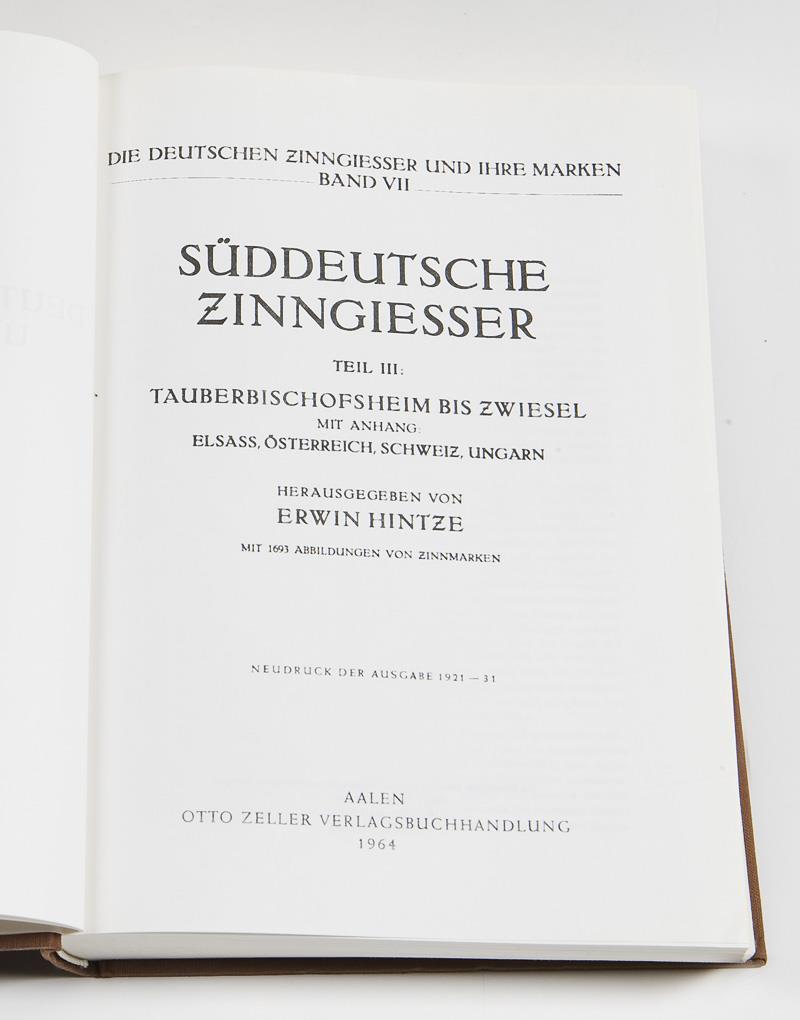 DIE DEUTSCHEN ZINNGIESSER UND IHRE MARKEN
BAND VII
SÜDDEUTSCHE
ZINNGIESSER
TEIL III:
TAUBERBISCHOFSHEIM BIS ZWIESEL
MIT ANHANG:
ELSASS, ÖSTERREICH, SCHWEIZ, UNGARN
HERAUSGEGEBEN VON
ERWIN HINTZE
MIT 1693 ABBILDUNGEN VON ZINNMARKEN
NEUDRUCK DER AUSGABE 1921 — 31
AALEN
OTTO ZELLER VERLAGSBUCHHANDLUNG
1964